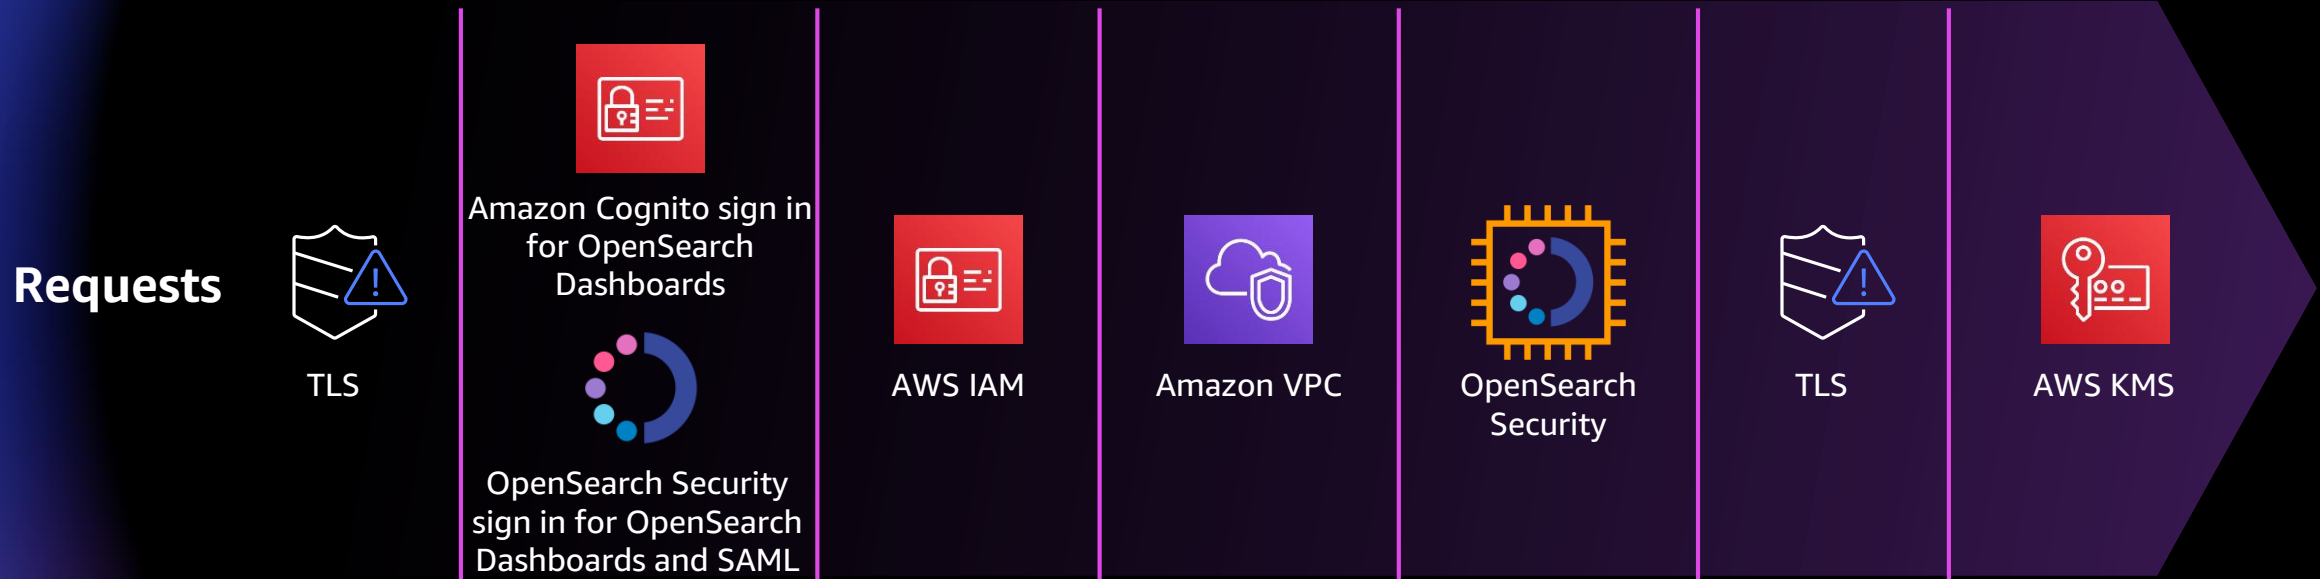 Requests
TLS
Amazon Cognito sign in
for OpenSearch
Dashboards
OpenSearch Security
sign in for OpenSearch
Dashboards and SAML
AWS IAM
Amazon VPC
OpenSearch
Security
TLS
AWS KMS